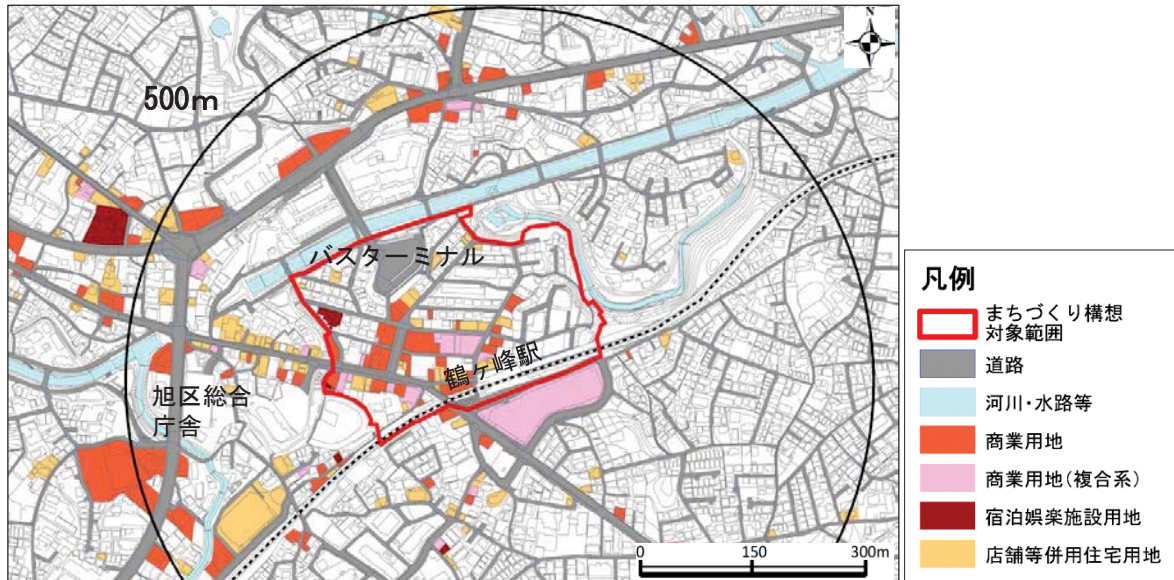 N
500m
バスターミナル
鶴ヶ峰駅
旭区総合
庁舎
0 150 300m
凡例
まちづくり構想
対象範囲
道路
河川・水路等
商業用地
商業用地(複合系)
宿泊娯楽施設用地
店舗等併用住宅用地